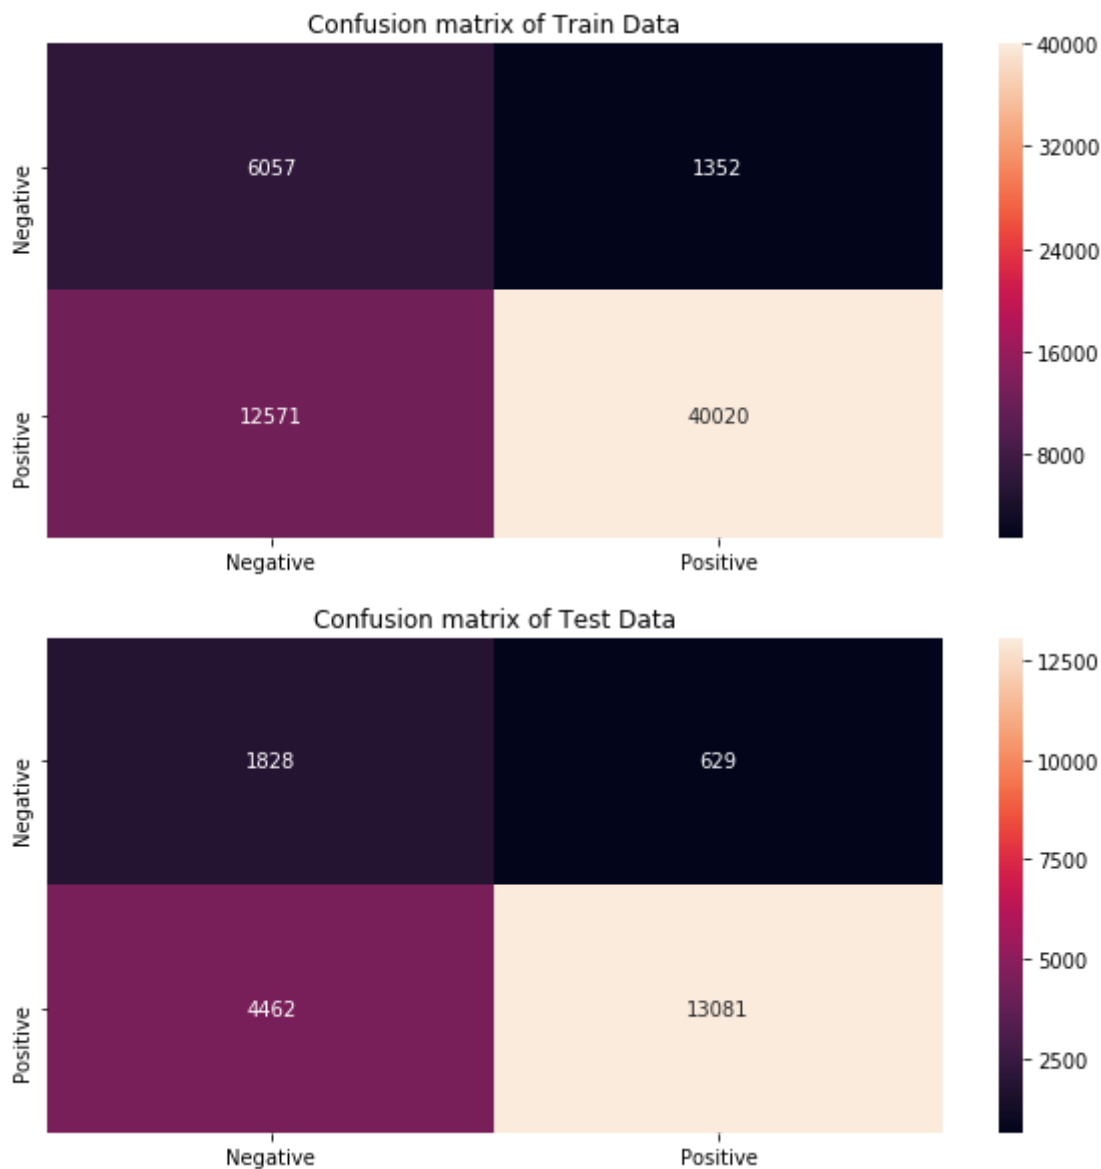 Confusion matrix of Train Data
40000
32000
24000
16000
8000
Negative
6057
1352
Positive
12571
40020
Negative
Positive
Confusion matrix of Test Data
12500
10000
7500
5000
2500
Negative
1828
629
Positive
4462
13081
Negative
Positive